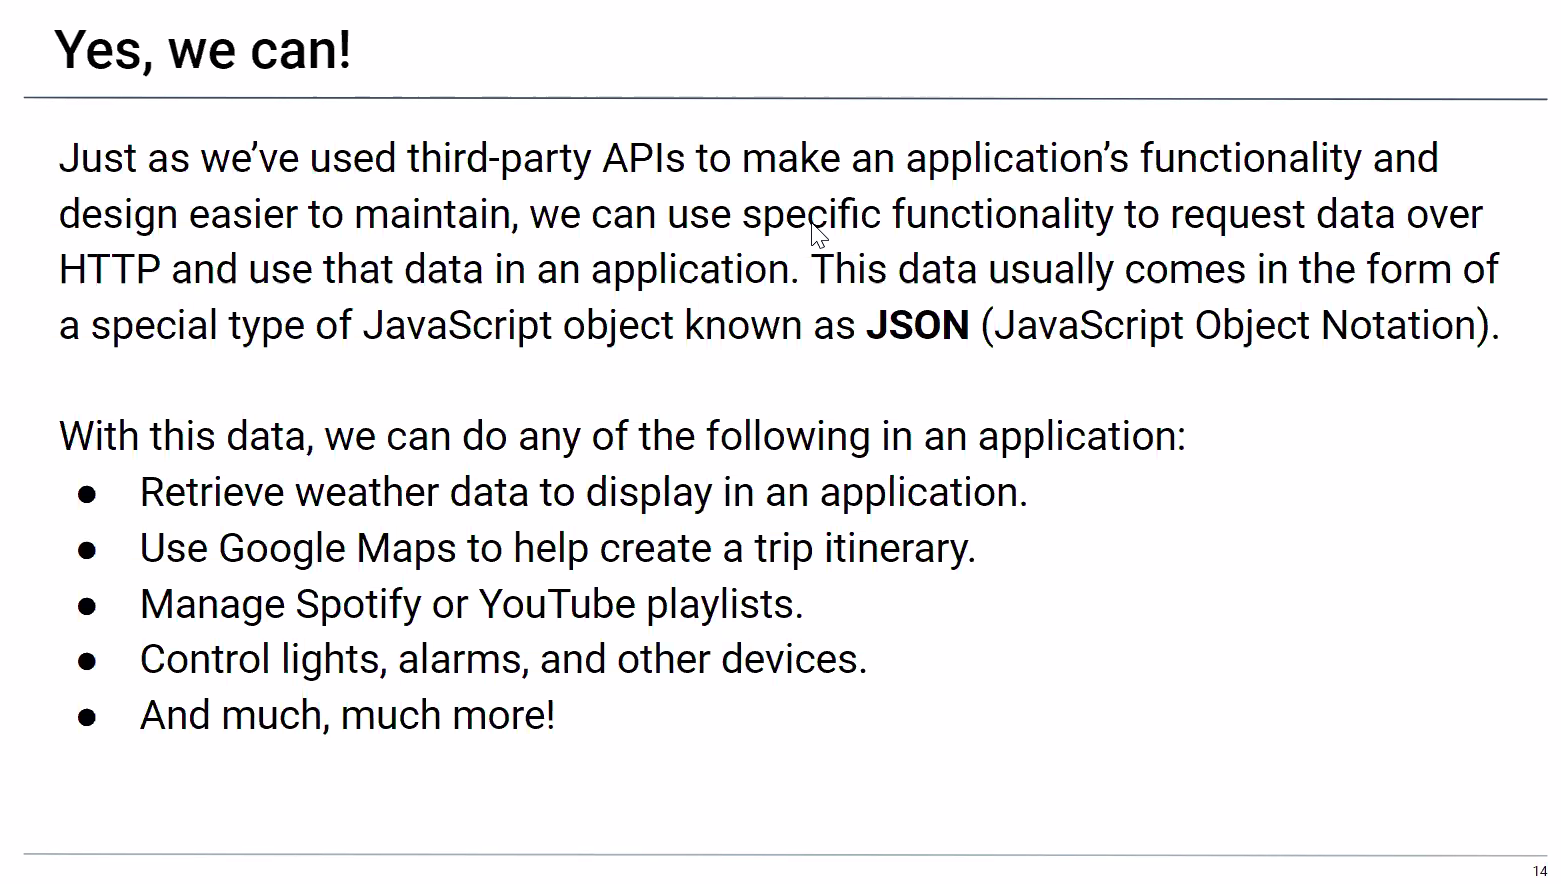 Yes, we can!
Just as we’ve used third-party APIs to make an application’s functionality and
design easier to maintain, we can use specific functionality to request data over
HTTP and use that data in an application. This data usually comes in the form of
a special type of JavaScript object known as JSON (JavaScript Object Notation).
With this data, we can do any of the following in an application:
● Retrieve weather data to display in an application.
● Use Google Maps to help create a trip itinerary.
● Manage Spotify or YouTube playlists.
● Control lights, alarms, and other devices.
● And much, much more!
14